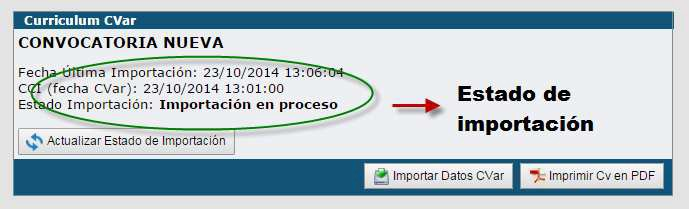 Curriculum CVar
CONVOCATORIA NUEVA
Fecha Última Importación: 23/10/2014 13:06:04
CCI (fecha CVar): 23/10/2014 13:01:00
Estado Importación: Importación en proceso
Estado de
importación
Actualizar Estado de Importación
Importar Datos CVar
Imprimir Cv en PDF